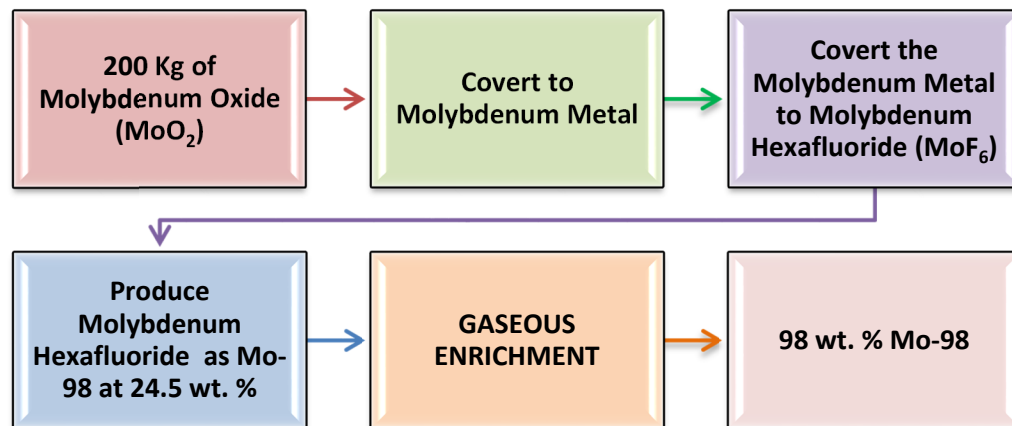 200 Kg of
Molybdenum Oxide
(MoO₂)
Covert to
Molybdenum Metal
Covert the
Molybdenum Metal
to Molybdenum
Hexafluoride (MoF₆)
Produce
Molybdenum
Hexafluoride as Mo-
98 at 24.5 wt. %
GASEOUS
ENRICHMENT
98 wt. % Mo-98